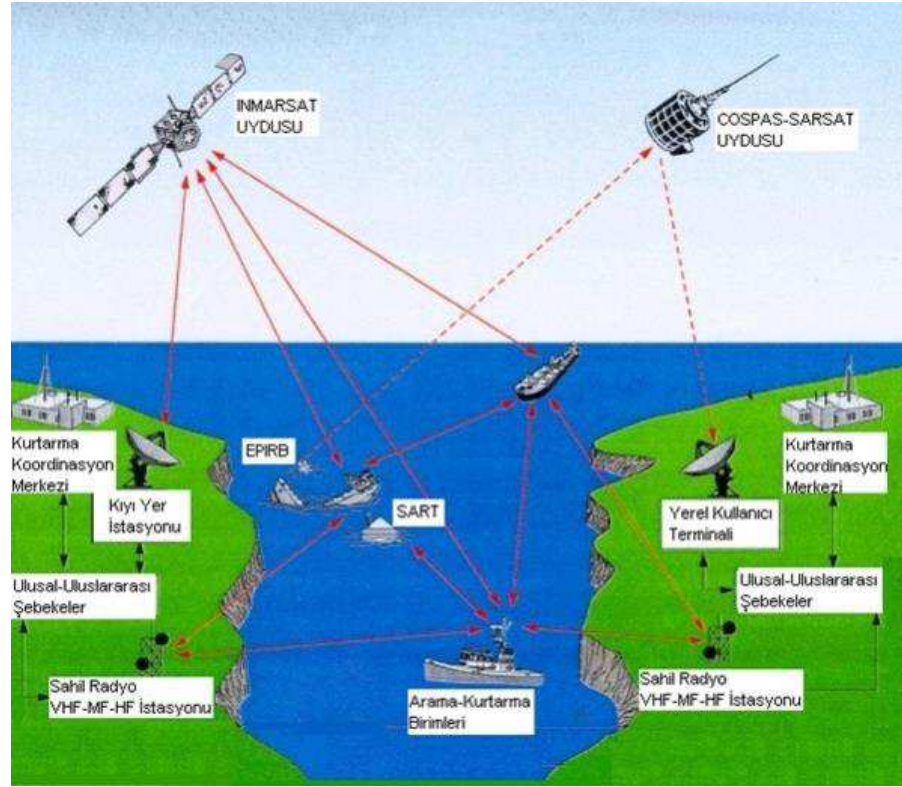 INMARSAT
UYDUSU
COSPAS-SARSAT
UYDUSU
Kurtarma
Koordinasyon
Merkezi
EPIRB
Kurtarma
Koordinasyon
Merkezi
Kıyı Yer
İstasyonu
SART
Yerel Kullanıcı
Terminali
Ulusal-Uluslararası
Şebekeler
Ulusal-Uluslararası
Şebekeler
Sahil Radyo
VHF-MF-HF İstasyonu
Arama-Kurtarma
Birimleri
Sahil Radyo
VHF-MF-HF İstasyonu